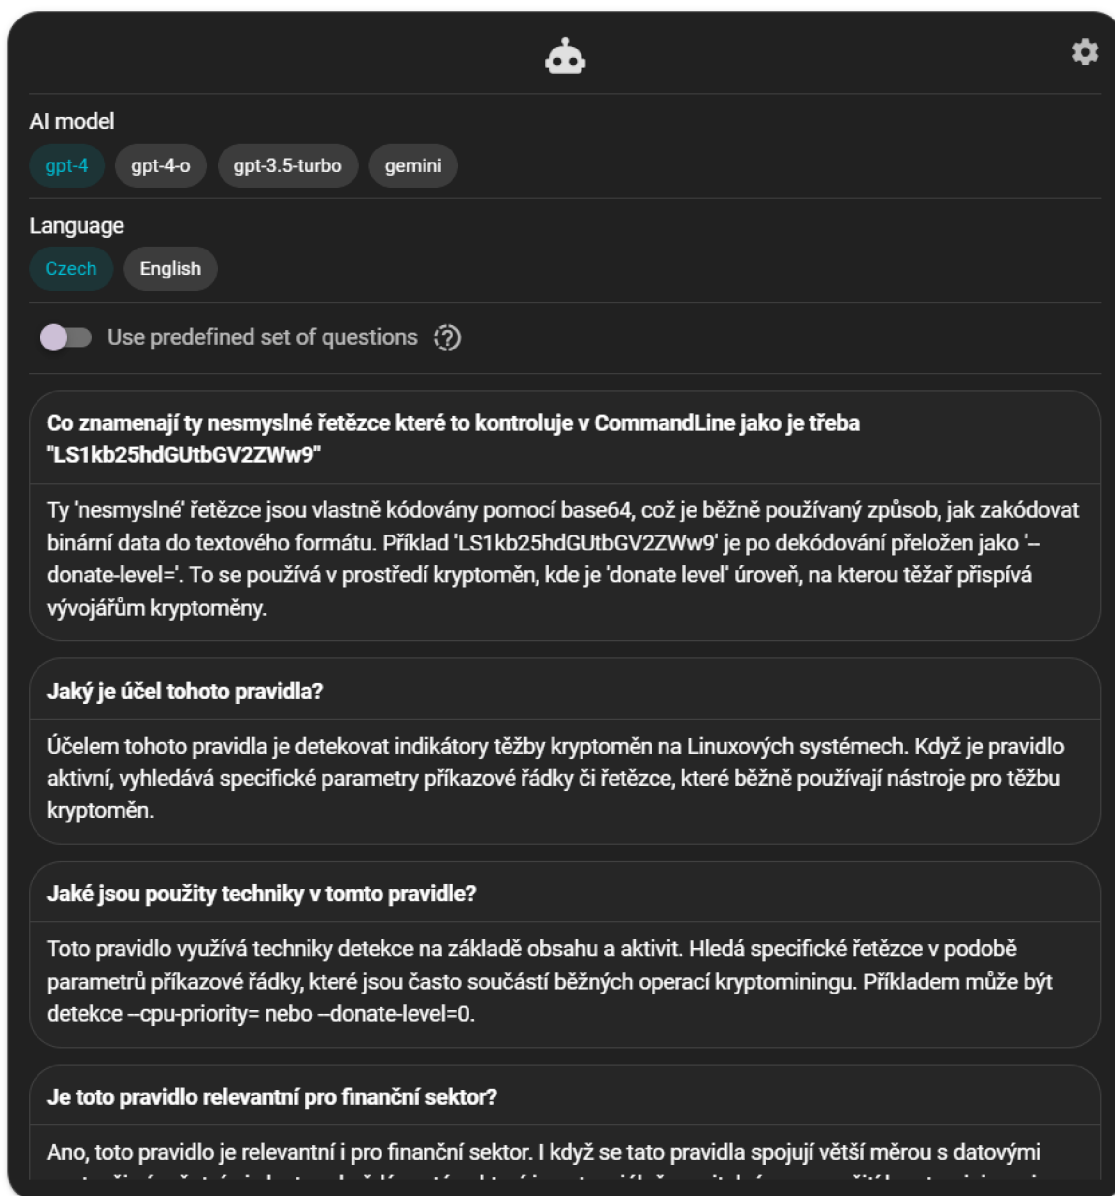 AI model
gpt-4 gpt-4-o gpt-3.5-turbo gemini
Language
Czech English
Use predefined set of questions
Co znamenají ty nesmyslné řetězce které to kontroluje v CommandLine jako je třeba
"LS1kb25hdGUtbGV2ZWw9"
Ty 'nesmyslné' řetězce jsou vlastně kódovány pomocí base64, což je běžně používaný způsob, jak zakódovat
binární data do textového formátu. Příklad 'LS1kb25hdGUtbGV2ZWw9' je po dekódování přeložen jako '--
donate-level='. To se používá v prostředí kryptoměn, kde je 'donate level' úroveň, na kterou těžař přispívá
vývojářům kryptoměny.
Jaký je účel tohoto pravidla?
Účelem tohoto pravidla je detekovat indikátory těžby kryptoměn na Linuxových systémech. Když je pravidlo
aktivní, vyhledává specifické parametry příkazové řádky či řetězce, které běžně používají nástroje pro těžbu
kryptoměn.
Jaké jsou použity techniky v tomto pravidle?
Toto pravidlo využívá techniky detekce na základě obsahu a aktivit. Hledá specifické řetězce v podobě
parametrů příkazové řádky, které jsou často součástí běžných operací kryptominingu. Příkladem může být
detekce --cpu-priority= nebo --donate-level=0.
Je toto pravidlo relevantní pro finanční sektor?
Ano, toto pravidlo je relevantní i pro finanční sektor. I když se tato pravidla spojují větší měrou s datovými